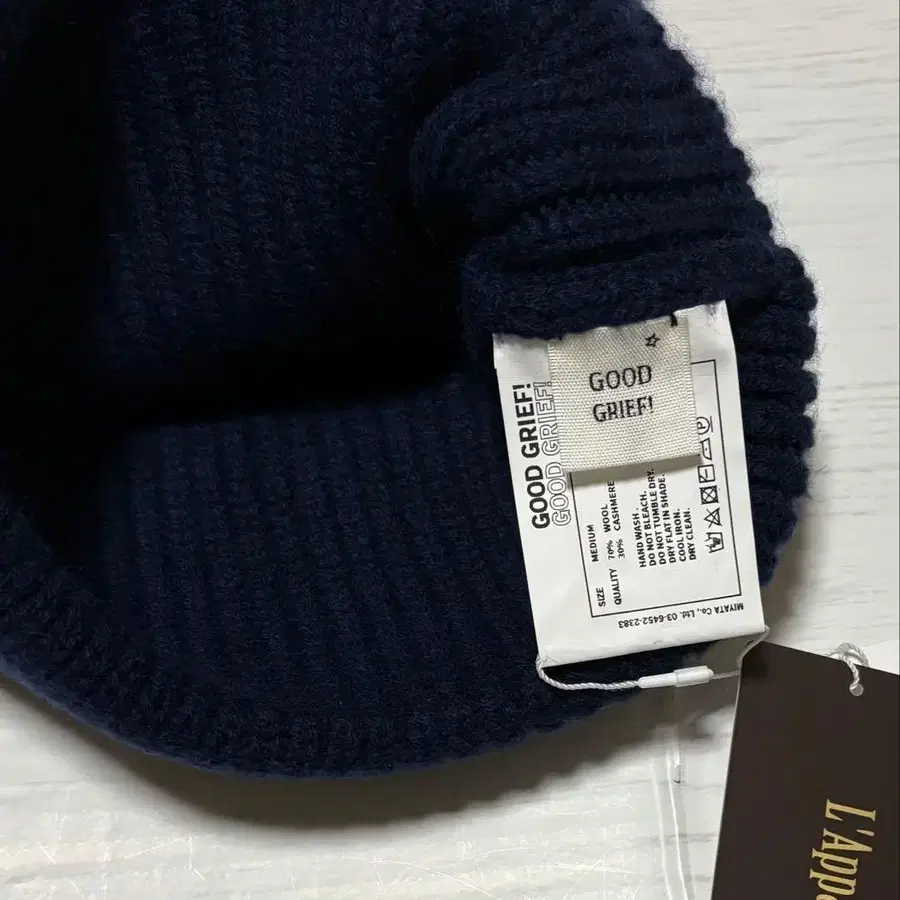 GOOD
GRIEF!
GOOD GRIEF!
GOOD GRIEF!
SIZE MEDIUM
QUALITY 70% WOOL
30% CASHMERE
HAND WASH.
DO NOT BLEACH.
DO NOT TUMBLE DRY.
DRY FLAT IN SHADE.
COOL IRON.
DRY CLEAN.
MIYATA Co., Ltd. 03-6452-2383
L'Appa